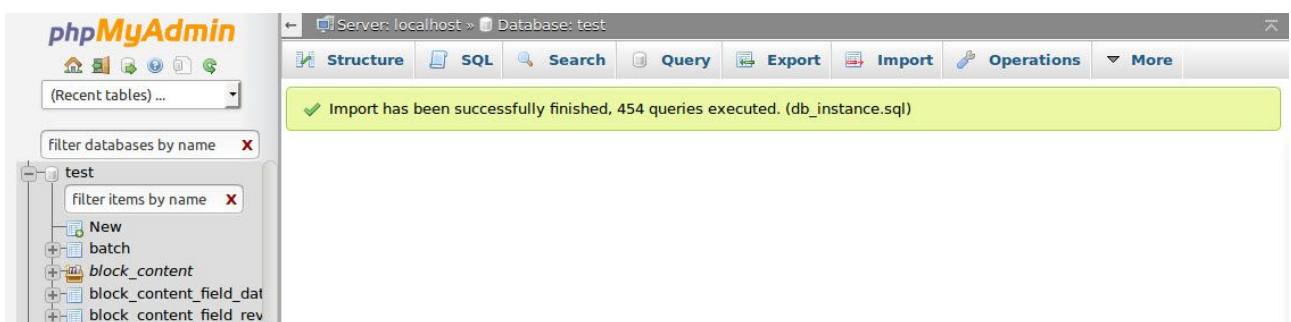 phpMyAdmin
(Recent tables) ...
filter databases by name X
test
filter items by name X
New
batch
block_content
block_content_field_dat
block_content_field_rev
← Server: localhost » Database: test
Structure SQL Search Query Export Import Operations ▼ More
Import has been successfully finished, 454 queries executed. (db_instance.sql)